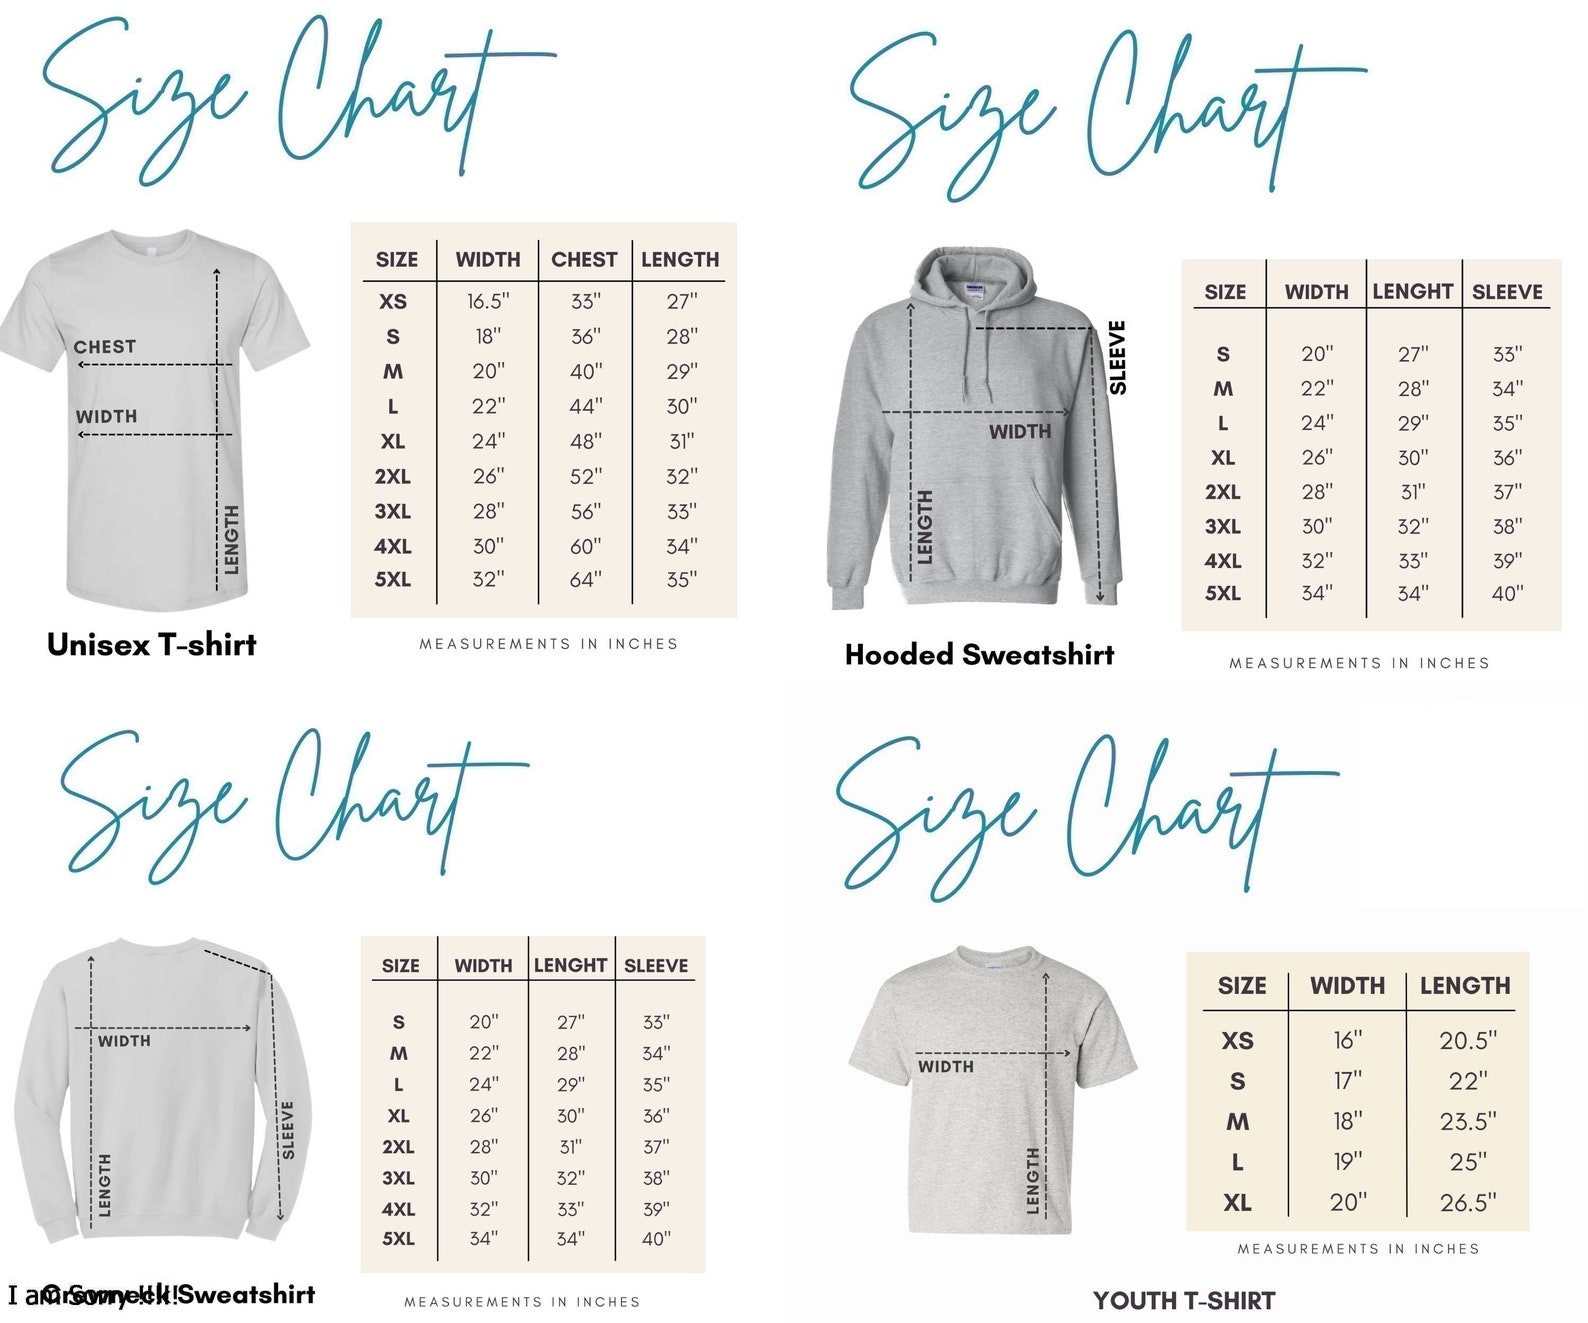 Size Chart
SIZE WIDTH CHEST LENGTH
XS 16.5" 33" 27"
S 18" 36" 28"
M 20" 40" 29"
L 22" 44" 30"
XL 24" 48" 31"
2XL 26" 52" 32"
3XL 28" 56" 33"
4XL 30" 60" 34"
5XL 32" 64" 35"
CHEST
WIDTH
LENGTH
Unisex T-shirt
MEASUREMENTS IN INCHES
Size Chart
SIZE WIDTH LENGHT SLEEVE
S 20" 27" 33"
M 22" 28" 34"
L 24" 29" 35"
XL 26" 30" 36"
2XL 28" 31" 37"
3XL 30" 32" 38"
4XL 32" 33" 39"
5XL 34" 34" 40"
SLEEVE
WIDTH
LENGTH
Hooded Sweatshirt
MEASUREMENTS IN INCHES
Size Chart
SIZE WIDTH LENGHT SLEEVE
S 20" 27" 33"
M 22" 28" 34"
L 24" 29" 35"
XL 26" 30" 36"
2XL 28" 31" 37"
3XL 30" 32" 38"
4XL 32" 33" 39"
5XL 34" 34" 40"
WIDTH
SLEEVE
LENGTH
Crewneck Sweatshirt
I am Sorry !!!!!
MEASUREMENTS IN INCHES
Size Chart
SIZE WIDTH LENGTH
XS 16" 20.5"
S 17" 22"
M 18" 23.5"
L 19" 25"
XL 20" 26.5"
WIDTH
LENGTH
MEASUREMENTS IN INCHES
YOUTH T-SHIRT